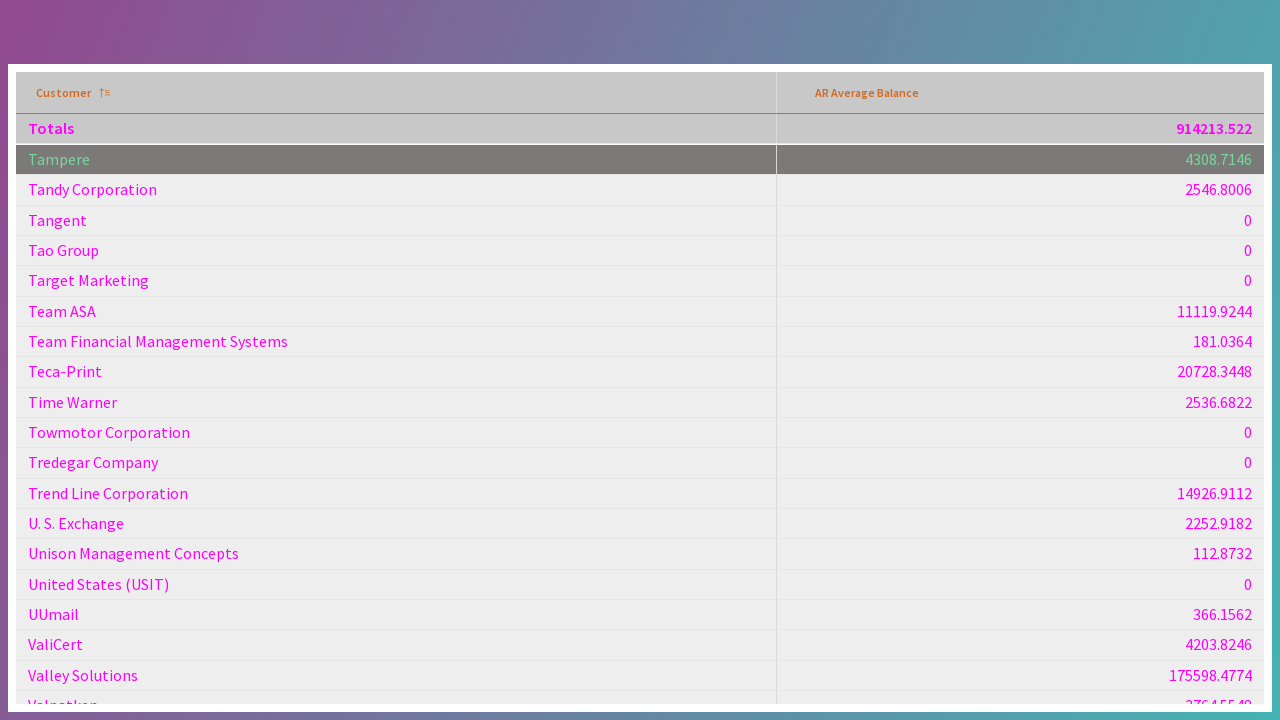 Customer AR Average Balance
Totals 914213.522
Tampere 4308.7146
Tandy Corporation 2546.8006
Tangent 0
Tao Group 0
Target Marketing 0
Team ASA 11119.9244
Team Financial Management Systems 181.0364
Teca-Print 20728.3448
Time Warner 2536.6822
Towmotor Corporation 0
Tredegar Company 0
Trend Line Corporation 14926.9112
U. S. Exchange 2252.9182
Unison Management Concepts 112.8732
United States (USIT) 0
UUmail 366.1562
ValiCert 4203.8246
Valley Solutions 175598.4774